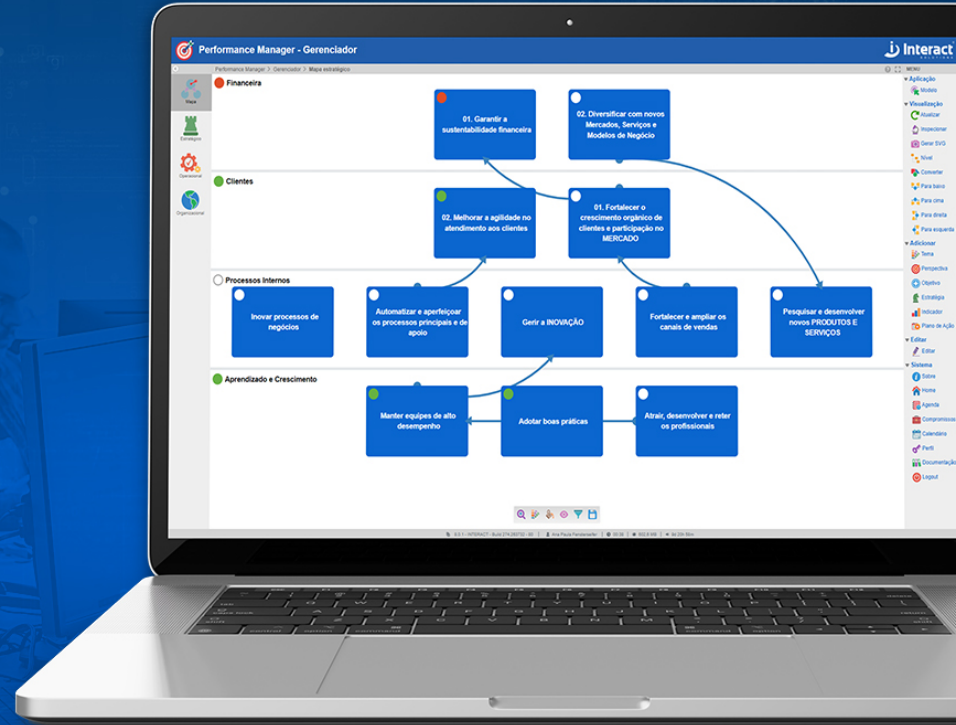 Performance Manager - Gerenciador
Interact
SOLUTIONS
Performance Manager > Gerenciador > Mapa estratégico
MENU
Mapa
Estratégico
Operacional
Organizacional
Financeira
01. Garantir a
sustentabilidade financeira
02. Diversificar com novos
Mercados, Serviços e
Modelos de Negócio
Clientes
02. Melhorar a agilidade no
atendimento aos clientes
01. Fortalecer o
crescimento orgânico de
clientes e participação no
MERCADO
Processos Internos
Inovar processos de
negócios
Automatizar e aperfeiçoar
os processos principais e de
apoio
Gerir a INOVAÇÃO
Fortalecer e ampliar os
canais de vendas
Pesquisar e desenvolver
novos PRODUTOS E
SERVIÇOS
Aprendizado e Crescimento
Manter equipes de alto
desempenho
Adotar boas práticas
Atrair, desenvolver e reter
os profissionais
Aplicação
Modelo
Visualização
Atualizar
Inspecionar
Gerar SVG
Nível
Converter
Para baixo
Para cima
Para direita
Para esquerda
Adicionar
Tema
Perspectiva
Objetivo
Estratégia
Indicador
Plano de Ação
Editar
Editar
Sistema
Sobre
Home
Agenda
Compromissos
Calendário
Perfil
Documentação
Logout
command
option
command
option